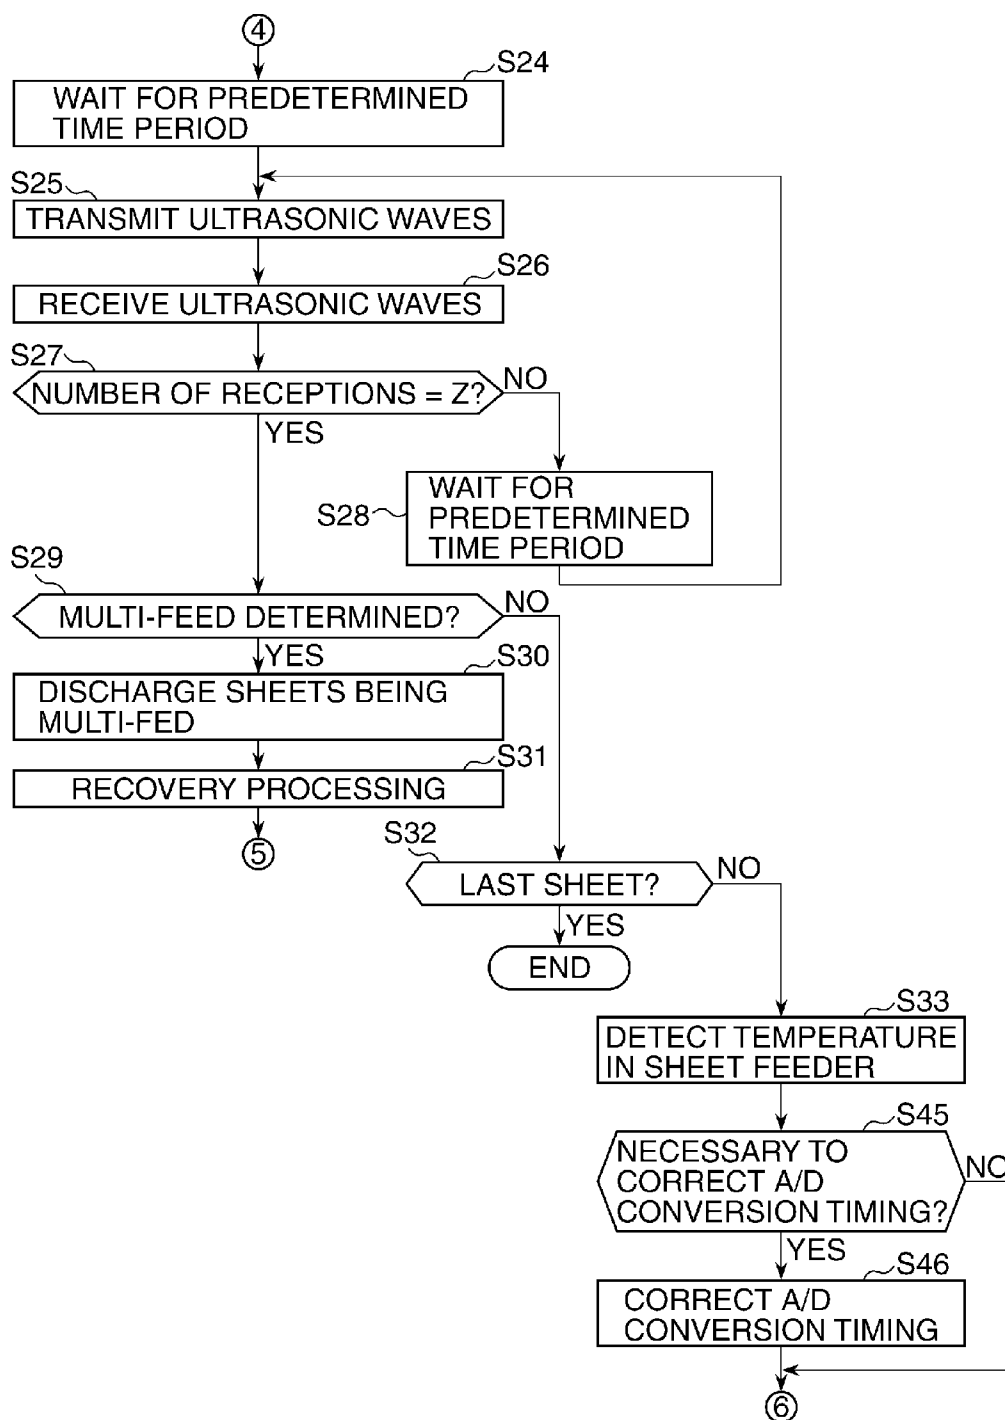 ④
S24
WAIT FOR PREDETERMINED
TIME PERIOD
S25
TRANSMIT ULTRASONIC WAVES
S26
RECEIVE ULTRASONIC WAVES
S27
NUMBER OF RECEPTIONS = Z?
NO
YES
S28
WAIT FOR
PREDETERMINED
TIME PERIOD
S29
MULTI-FEED DETERMINED?
NO
YES
S30
DISCHARGE SHEETS BEING
MULTI-FED
S31
RECOVERY PROCESSING
⑤
S32
LAST SHEET?
NO
YES
END
S33
DETECT TEMPERATURE
IN SHEET FEEDER
S45
NECESSARY TO
CORRECT A/D
CONVERSION TIMING?
NO
YES
S46
CORRECT A/D
CONVERSION TIMING
⑥